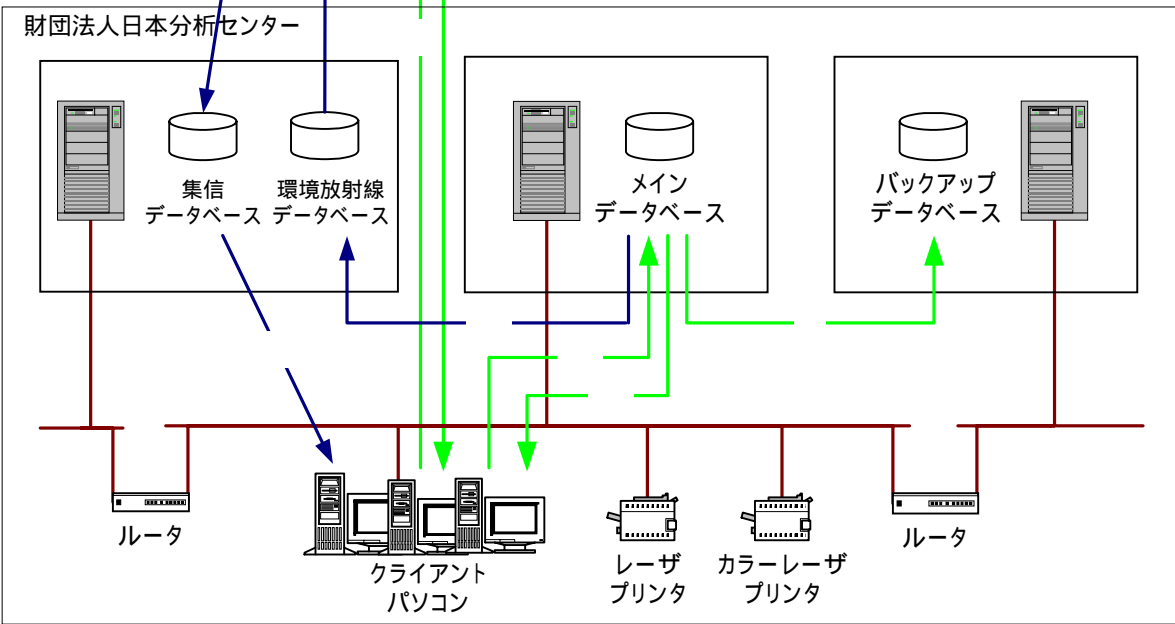 財団法人日本分析センター
集信
データベース
環境放射線
データベース
メイン
データベース
バックアップ
データベース
ルータ
クライアント
パソコン
レーザ
プリンタ
カラーレーザ
プリンタ
ルータ